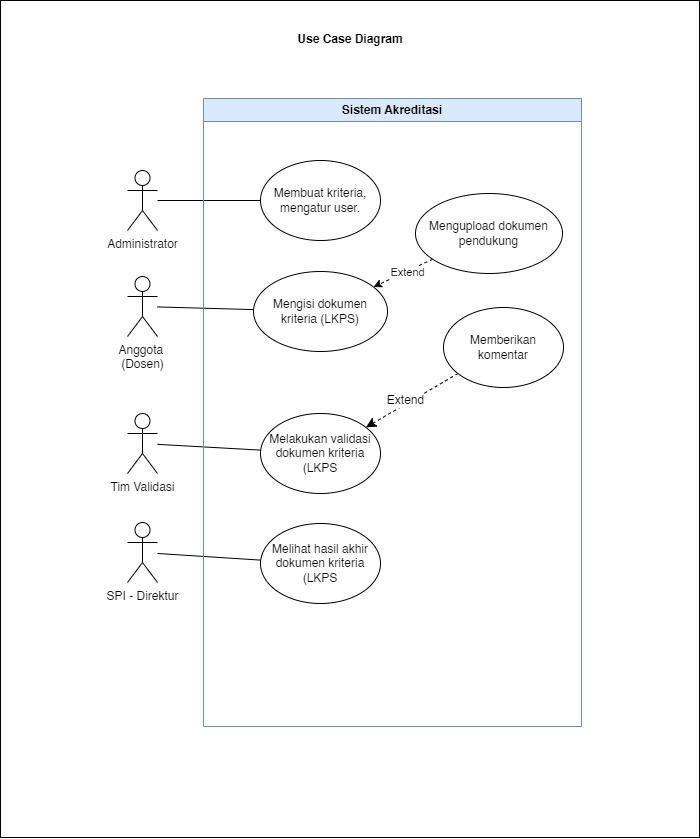 Use Case Diagram
Sistem Akreditasi
Membuat kriteria,
mengatur user.
Administrator
Mengupload dokumen
pendukung
Extend
Mengisi dokumen
kriteria (LKPS)
Anggota
(Dosen)
Memberikan
komentar
Extend
Melakukan validasi
dokumen kriteria
(LKPS
Tim Validasi
Melihat hasil akhir
dokumen kriteria
(LKPS
SPI - Direktur